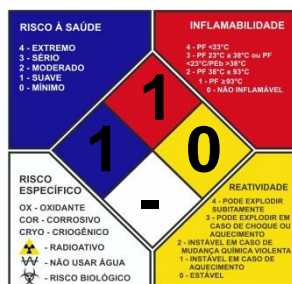 RISCO À SAÚDE
4 - EXTREMO
3 - SÉRIO
2 - MODERADO
1 - SUAVE
0 - MÍNIMO
INFLAMABILIDADE
4 - PF <23°C
3 - PF 23°C e 38°C ou PF
<23°C/PEb >38°C
2 - PF 38°C e 93°C
1 - PF ≥93°C
0 - NÃO INFLAMÁVEL
1
1
0
-
RISCO
ESPECÍFICO
OX - OXIDANTE
COR - CORROSIVO
CRYO - CRIOGÊNICO
- RADIOATIVO
W - NÃO USAR ÁGUA
- RISCO BIOLÓGICO
REATIVIDADE
4 - PODE EXPLODIR
SUBITAMENTE
3 - PODE EXPLODIR EM
CASO DE CHOQUE OU
AQUECIMENTO
2 - INSTÁVEL EM CASO DE
MUDANÇA QUÍMICA VIOLENTA
1 - INSTÁVEL EM CASO DE
AQUECIMENTO
0 - ESTÁVEL